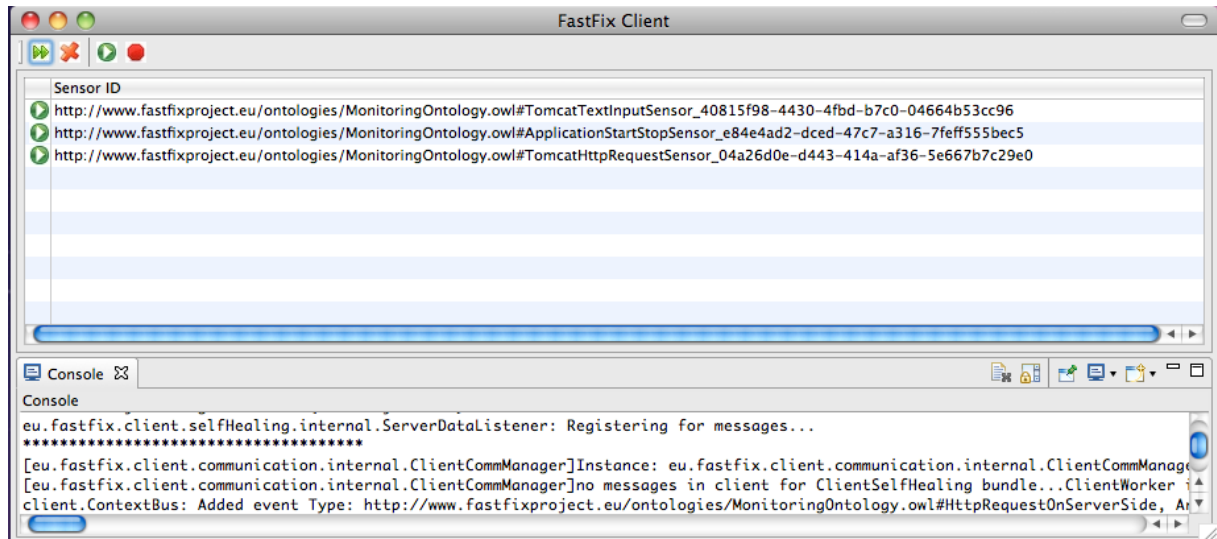 FastFix Client
Sensor ID
http://www.fastfixproject.eu/ontologies/MonitoringOntology.owl#TomcatTextInputSensor_40815f98-4430-4fbd-b7c0-04664b53cc96
http://www.fastfixproject.eu/ontologies/MonitoringOntology.owl#ApplicationStartStopSensor_e84e4ad2-dced-47c7-a316-7feff555bec5
http://www.fastfixproject.eu/ontologies/MonitoringOntology.owl#TomcatHttpRequestSensor_04a26d0e-d443-414a-af36-5e667b7c29e0
Console
Console
eu.fastfix.client.selfHealing.internal.ServerDataListener: Registering for messages...
*************************************
[eu.fastfix.client.communication.internal.ClientCommManager]Instance: eu.fastfix.client.communication.internal.ClientCommManage
[eu.fastfix.client.communication.internal.ClientCommManager]no messages in client for ClientSelfHealing bundle...ClientWorker
client.ContextBus: Added event Type: http://www.fastfixproject.eu/ontologies/MonitoringOntology.owl#HttpRequestOnServerSide,